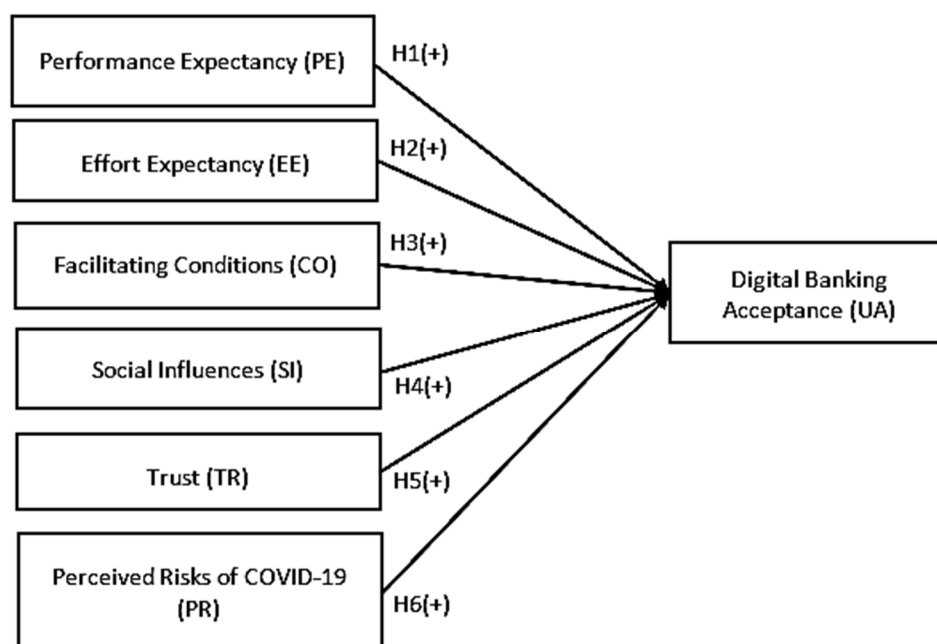 Performance Expectancy (PE)
H1(+)
Effort Expectancy (EE)
H2(+)
Facilitating Conditions (CO)
H3(+)
Digital Banking
Acceptance (UA)
Social Influences (SI)
H4(+)
Trust (TR)
H5(+)
Perceived Risks of COVID-19
(PR)
H6(+)